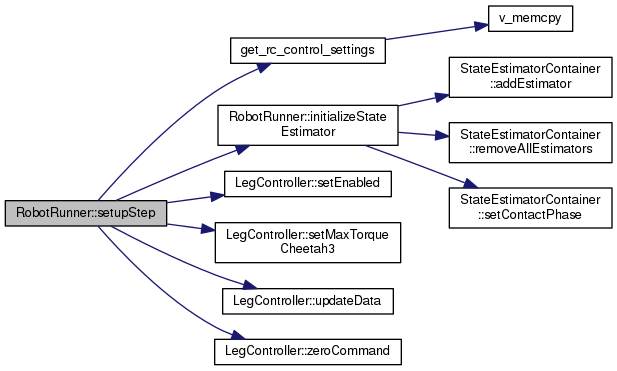 RobotRunner::setupStep
get_rc_control_settings
v_memcpy
RobotRunner::initializeState
Estimator
StateEstimatorContainer
::addEstimator
StateEstimatorContainer
::removeAllEstimators
StateEstimatorContainer
::setContactPhase
LegController::setEnabled
LegController::setMaxTorque
Cheetah3
LegController::updateData
LegController::zeroCommand